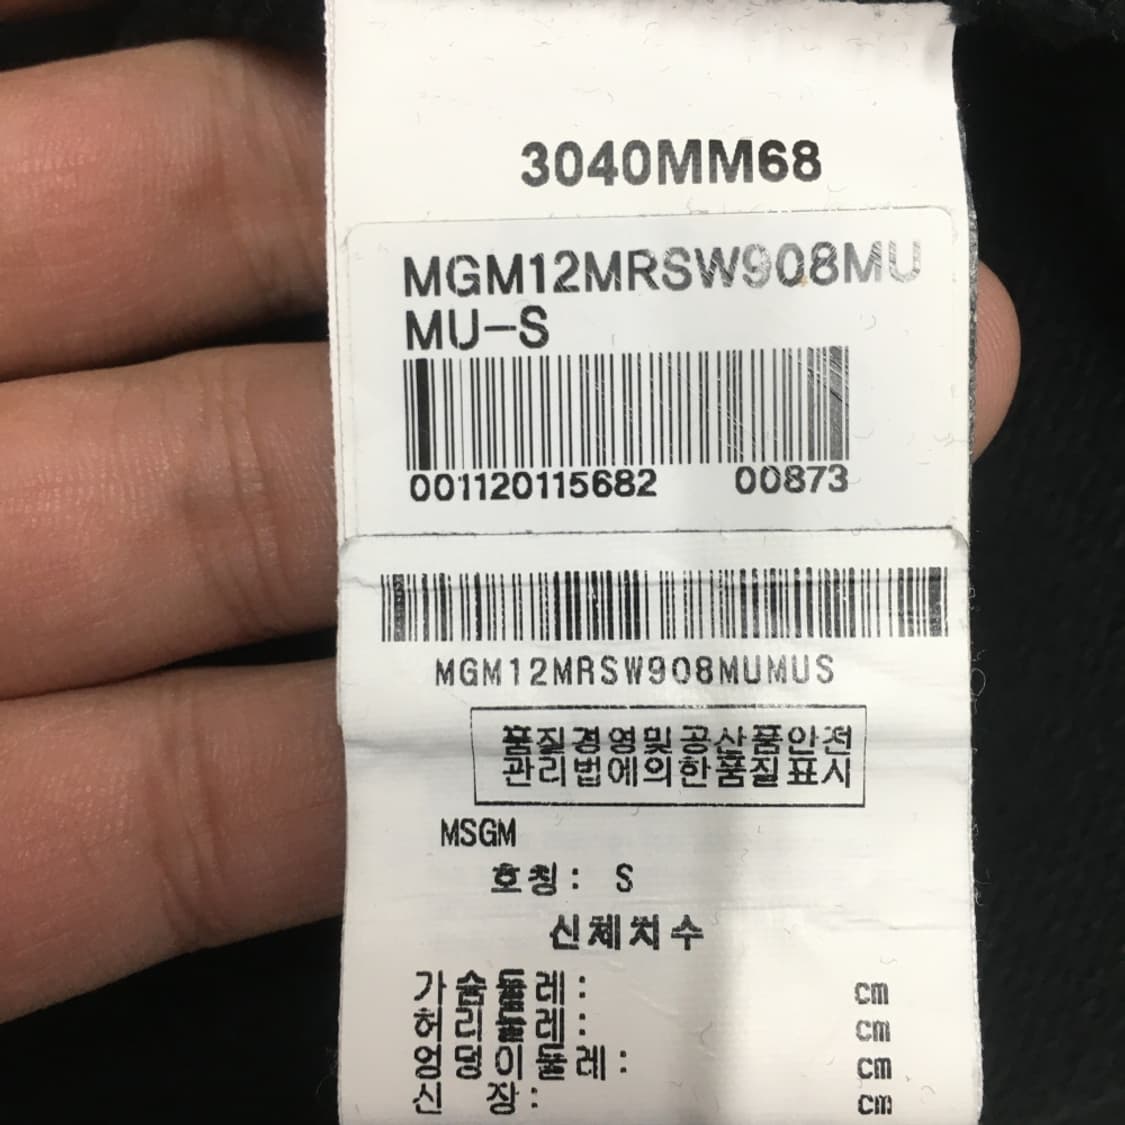 3040MM68
MGM12MRSW908MU
MU-S
001120115682 00873
MGM12MRSW908MUMUS
품질경영및공산품안전
관리법에의한품질표시
MSGM
호칭: S
신체치수
가슴둘레: cm
허리둘레: cm
엉덩이둘레: cm
신 장: cm